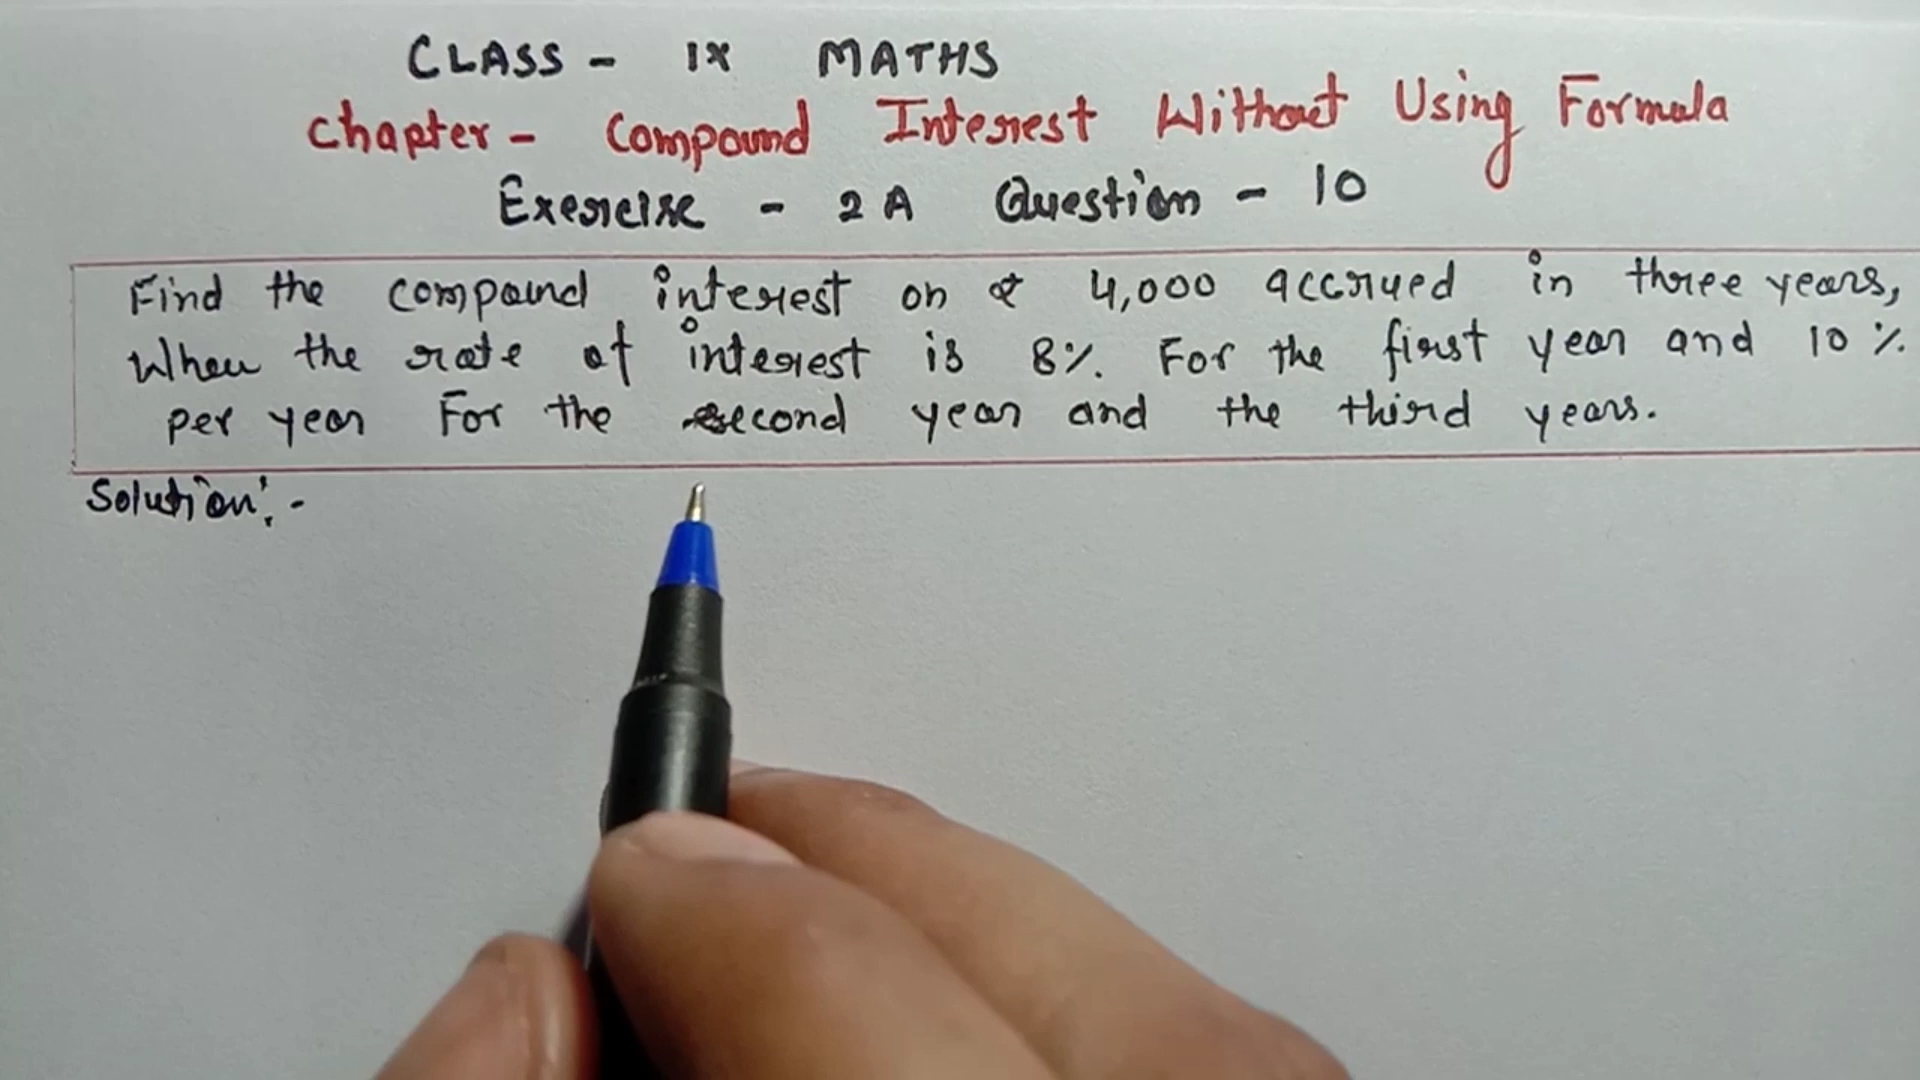 CLASS - IX MATHS
Chapter - Compound Interest Without Using Formula
Exercise - 2A Question - 10
Find the compound interest on ₹ 4,000 accrued in three years,
When the rate of interest is 8%. For the first year and 10%
per year For the second year and the third years.
Solution:-